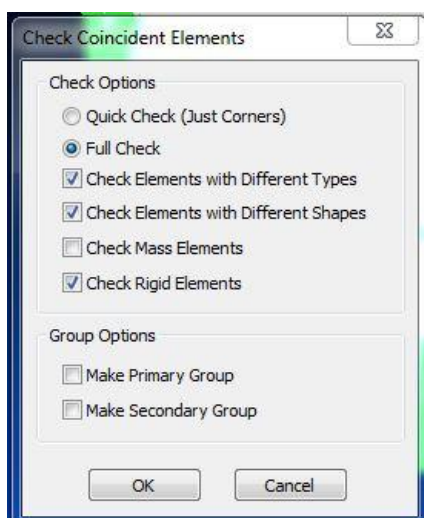 Check Coincident Elements
Check Options
Quick Check (Just Corners)
Full Check
Check Elements with Different Types
Check Elements with Different Shapes
Check Mass Elements
Check Rigid Elements
Group Options
Make Primary Group
Make Secondary Group
OK Cancel